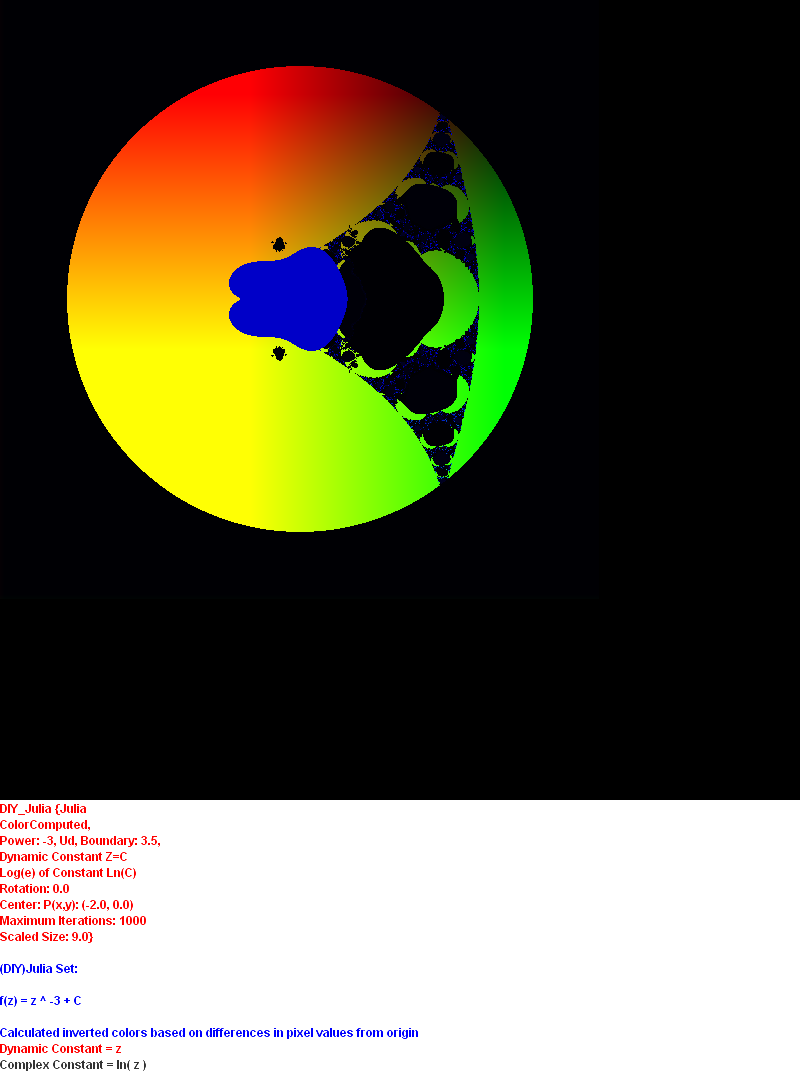 DIY_Julia {Julia
ColorComputed,
Power: -3, Ud, Boundary: 3.5,
Dynamic Constant Z=C
Log(e) of Constant Ln(C)
Rotation: 0.0
Center: P(x,y): (-2.0, 0.0)
Maximum Iterations: 1000
Scaled Size: 9.0}
(DIY)Julia Set:
f(z) = z ^ -3 + C
Calculated inverted colors based on differences in pixel values from origin
Dynamic Constant = z
Complex Constant = ln( z )